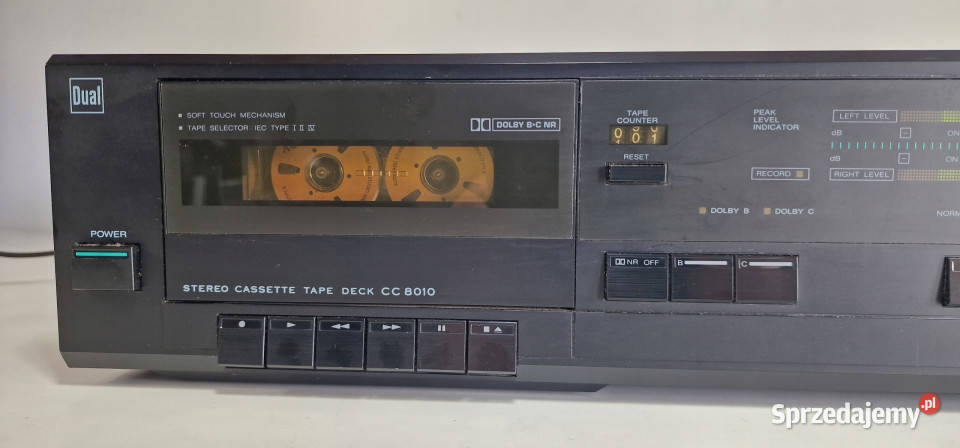 Dual
SOFT TOUCH MECHANISM
TAPE SELECTOR : IEC TYPE I II IV
DOLBY B•C NR
POWER
STEREO CASSETTE TAPE DECK CC 8010
TAPE COUNTER
RESET
PEAK
LEVEL
INDICATOR
LEFT LEVEL
dB
ON
dB
ON
RIGHT LEVEL
RECORD
DOLBY B
DOLBY C
NORM
NR OFF
B
C
Sprzedajemy.pl